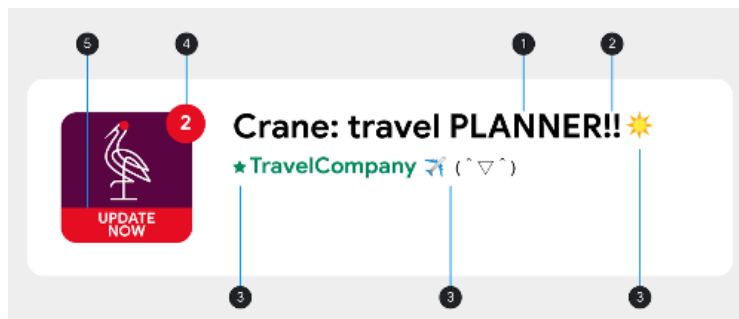 5 4 1 2
2
Crane: travel PLANNER!!☀️
★TravelCompany ✈️ (ˆ▽ˆ)
UPDATE
NOW
3 3 3